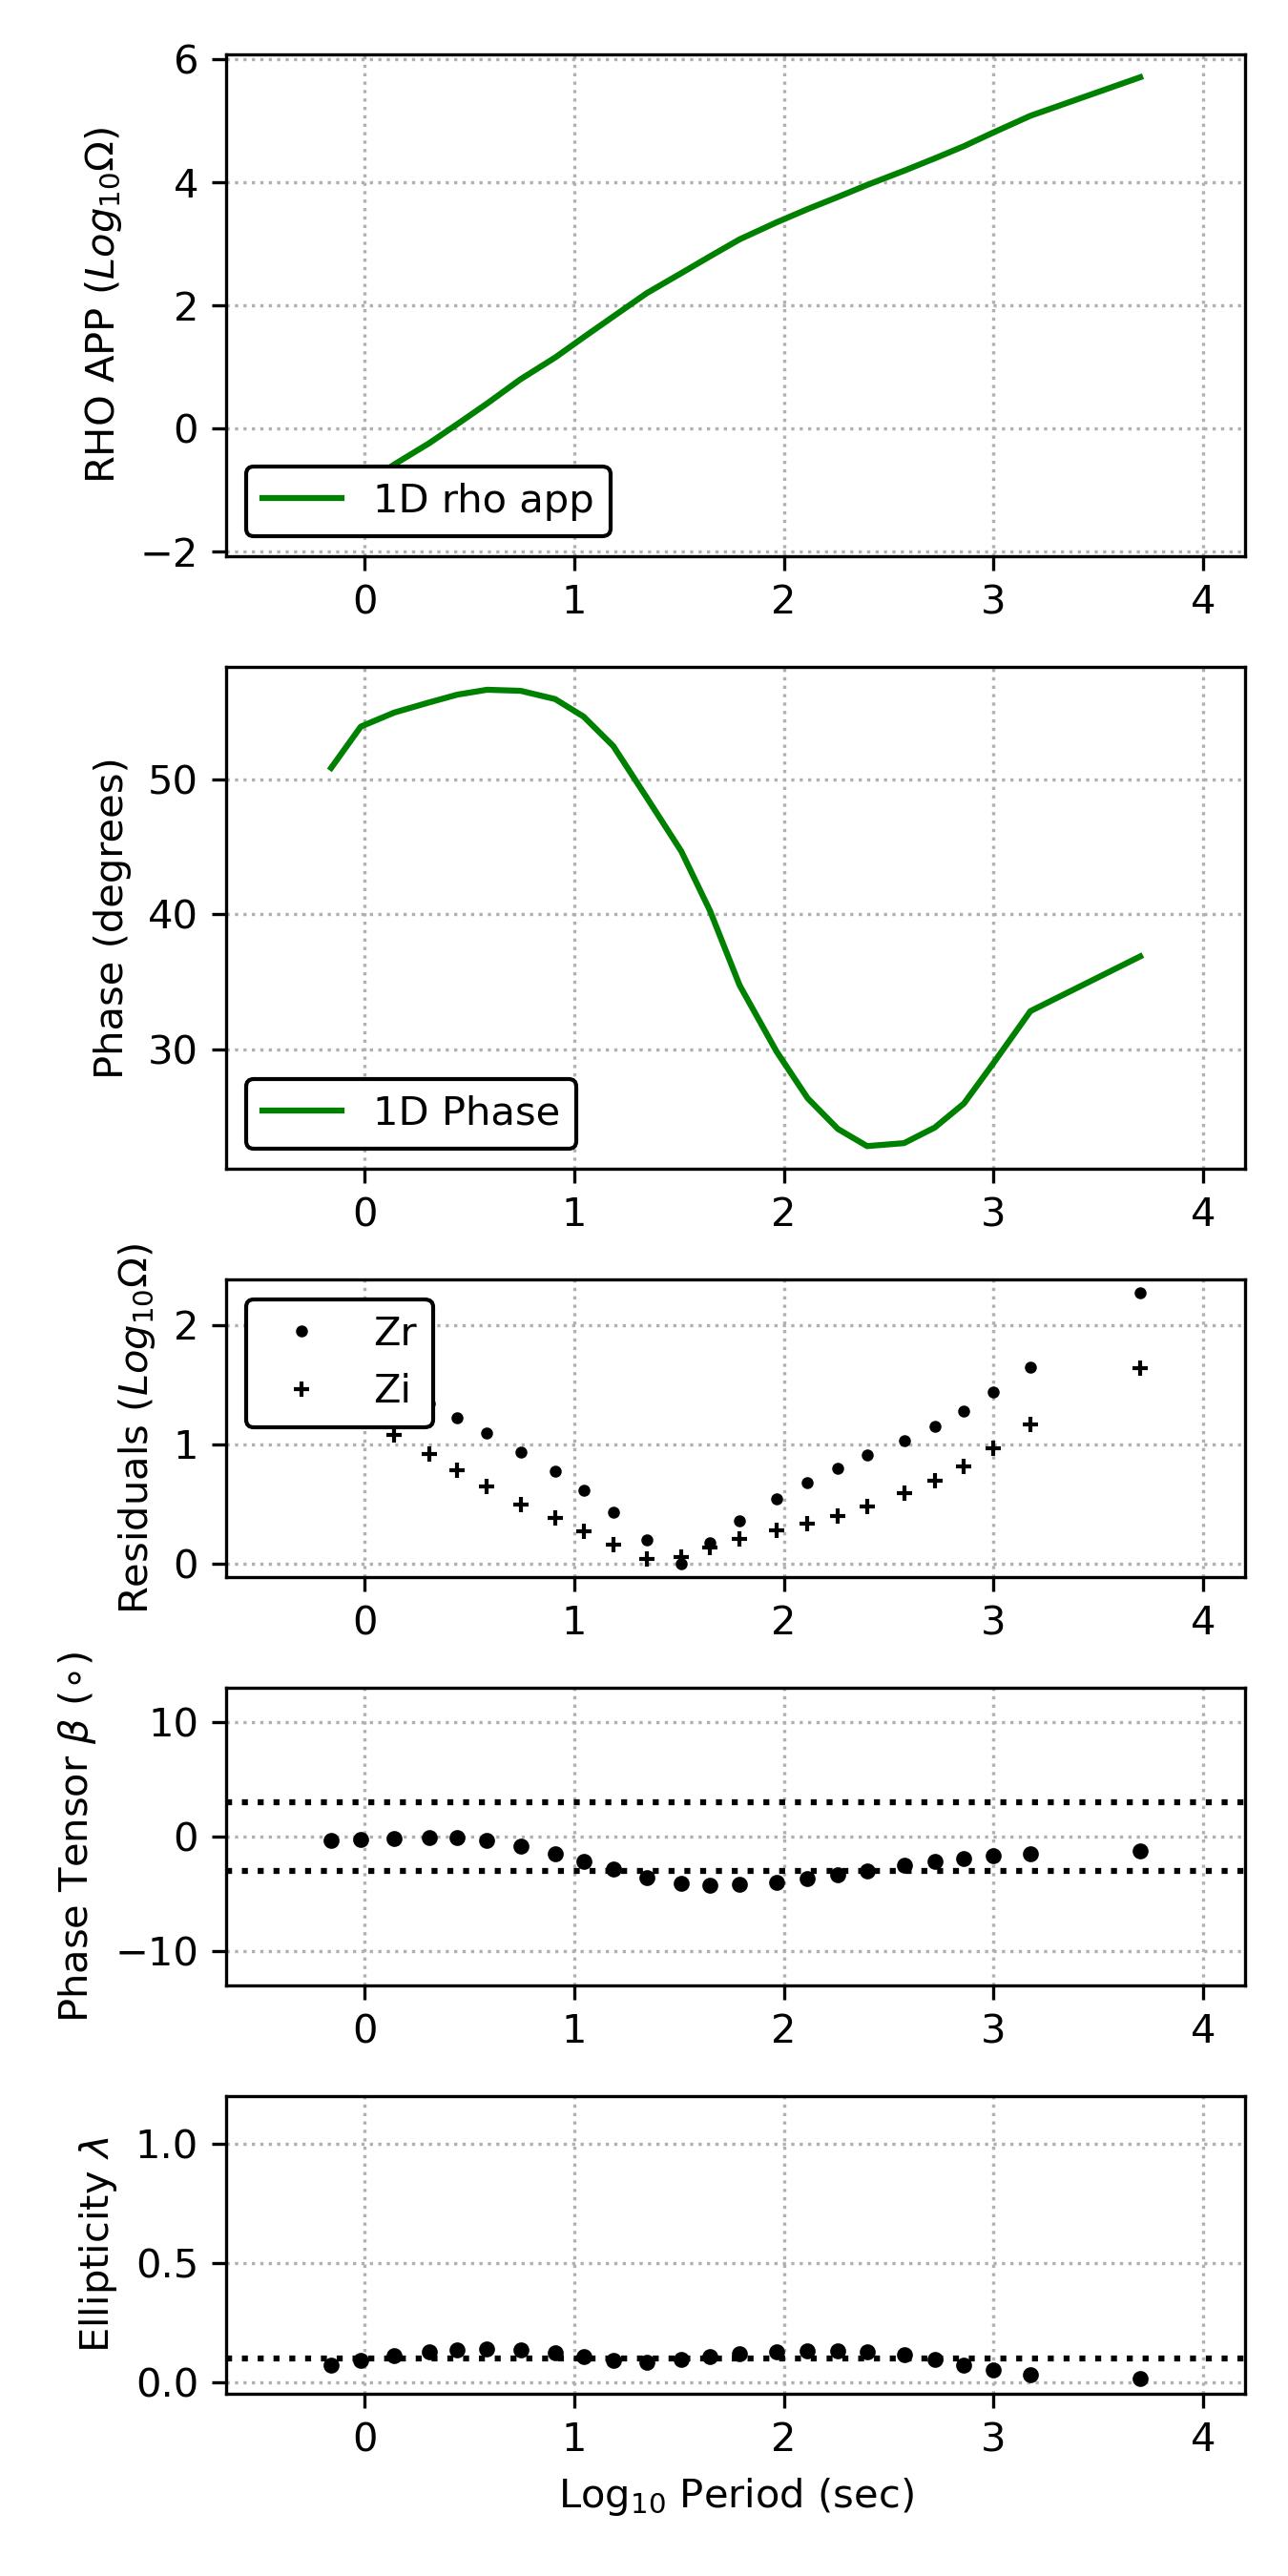 6
4
2
0
−2
RHO APP (Log₁₀Ω)
1D rho app
0 1 2 3 4
50
40
30
Phase (degrees)
1D Phase
0 1 2 3 4
2
1
0
Residuals (Log₁₀Ω)
Zr
Zi
0 1 2 3 4
10
0
−10
Phase Tensor β (∘)
0 1 2 3 4
1.0
0.5
0.0
Ellipticity λ
0 1 2 3 4
Log₁₀ Period (sec)